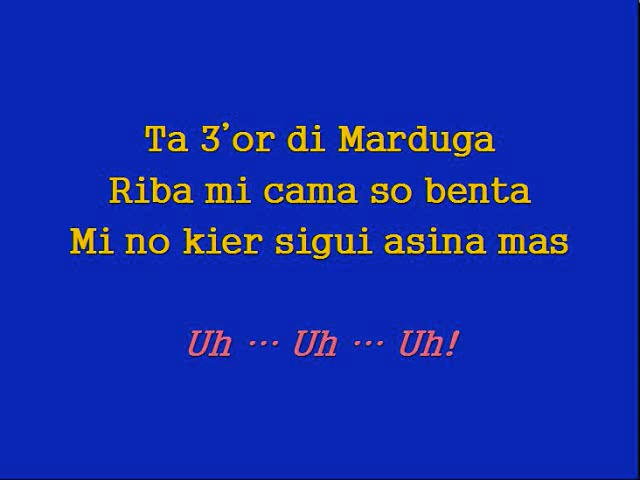 Ta 3'or di Marduga
Riba mi cama so benta
Mi no kier sigui asina mas
Uh ... Uh ... Uh!